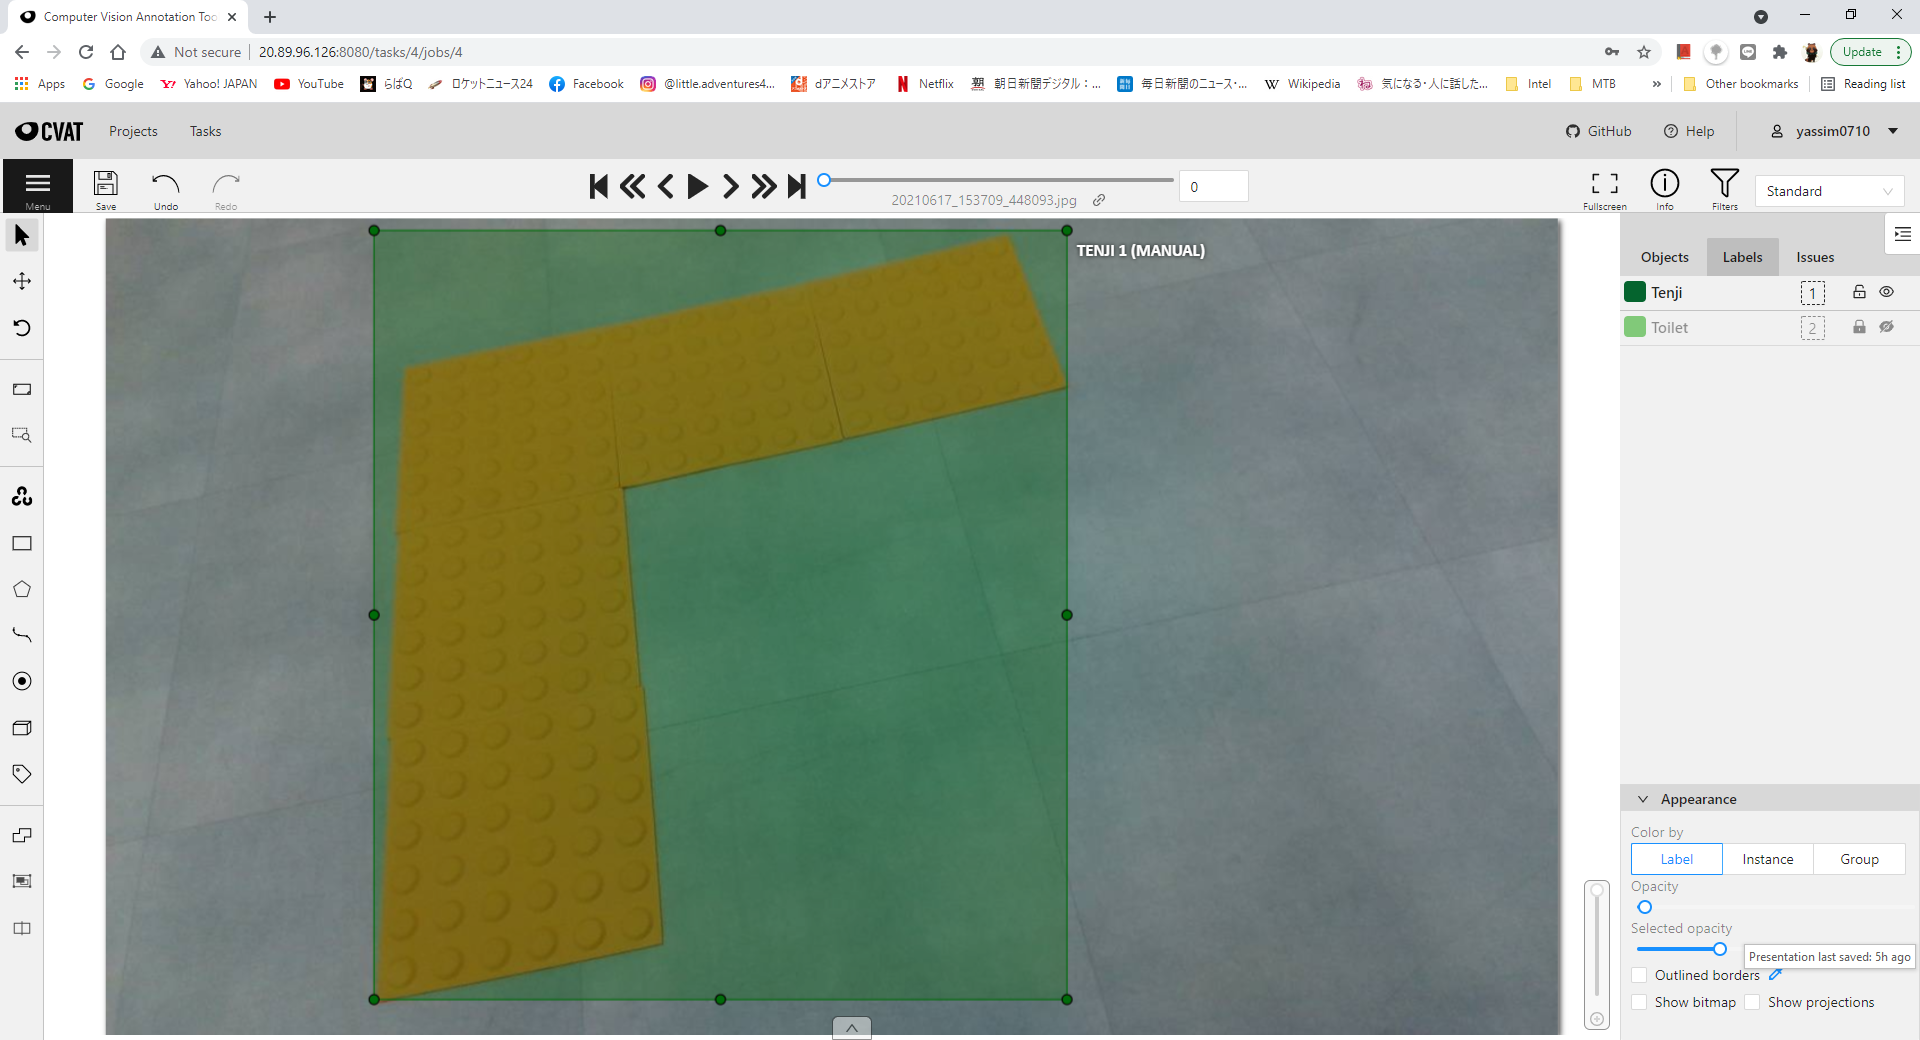 Computer Vision Annotation Too
Not secure
20.89.96.126:8080/tasks/4/jobs/4
Update
Apps
Google
Yahoo! JAPAN
YouTube
らばQ
ロケットニュース24
Facebook
@little.adventures4...
dアニメストア
Netflix
朝日新聞デジタル：...
毎日新聞のニュース・...
Wikipedia
気になる・人に話した...
Intel
MTB
Other bookmarks
Reading list
CVAT
Projects
Tasks
GitHub
Help
yassim0710
Menu
Save
Undo
Redo
0
20210617_153709_448093.jpg
Fullscreen
Info
Filters
Standard
TENJI 1 (MANUAL)
Objects
Labels
Issues
Tenji
1
Toilet
2
Appearance
Color by
Label
Instance
Group
Opacity
Selected opacity
Presentation last saved: 5h ago
Outlined borders
Show bitmap
Show projections